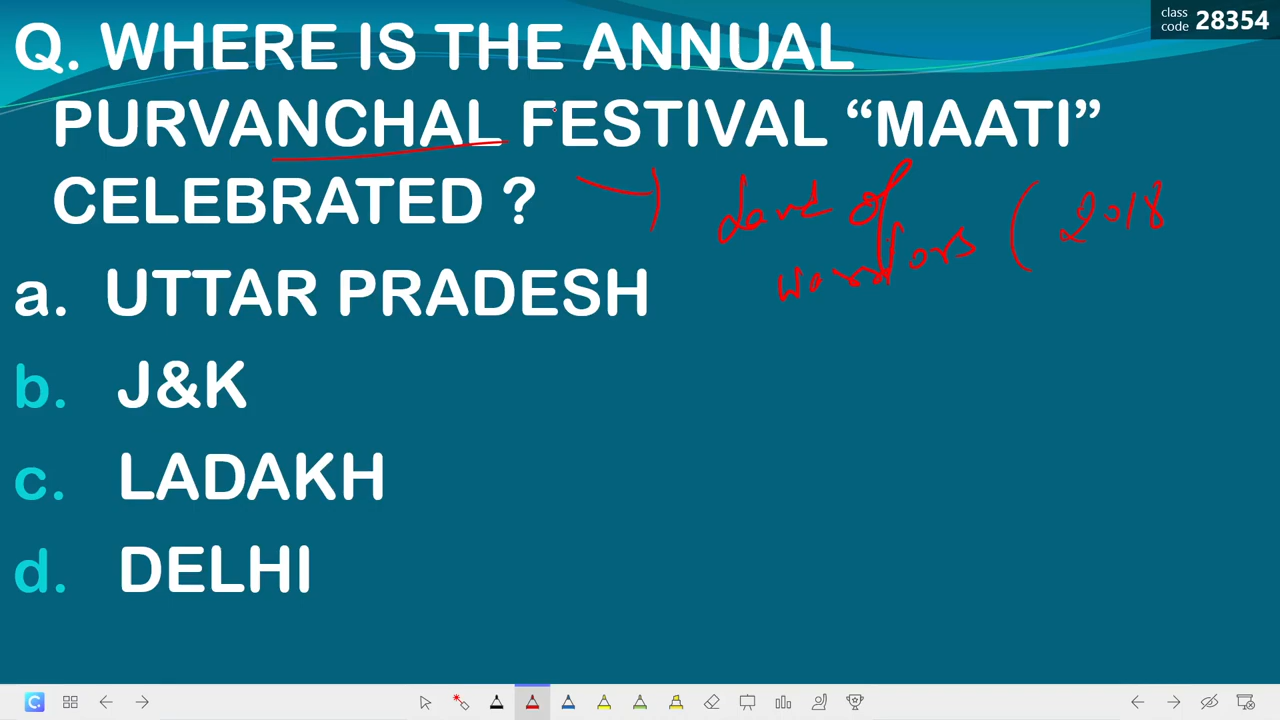 class
code 28354
Q. WHERE IS THE ANNUAL
PURVANCHAL FESTIVAL “MAATI”
CELEBRATED ?
Land of
warriors ( 2018
a. UTTAR PRADESH
b. J&K
c. LADAKH
d. DELHI